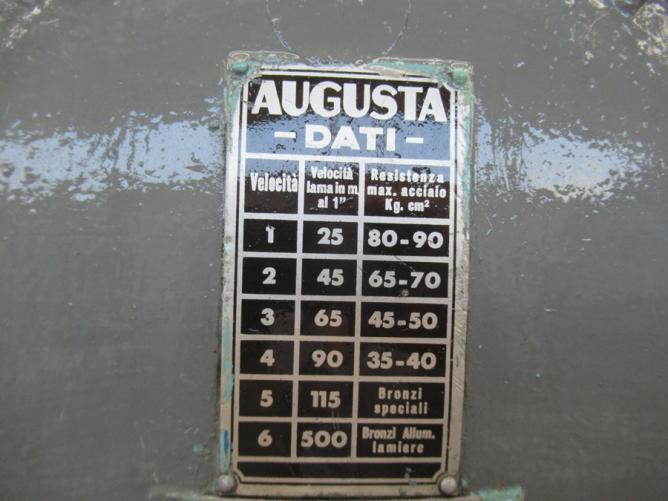 AUGUSTA
- DATI -
Velocità Velocità lama in m. al 1" Resistenza max. acciaio Kg. cm²
1 25 80-90
2 45 65-70
3 65 45-50
4 90 35-40
5 115 Bronzi speciali
6 500 Bronzi Allum. lamiere